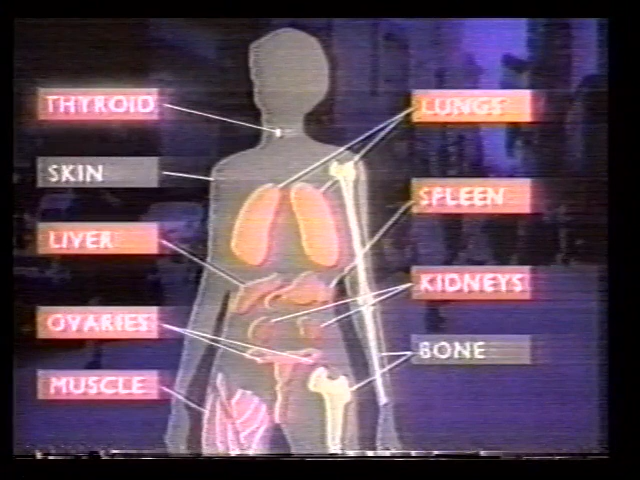 THYROID
SKIN
LIVER
OVARIES
MUSCLE
LUNGS
SPLEEN
KIDNEYS
BONE